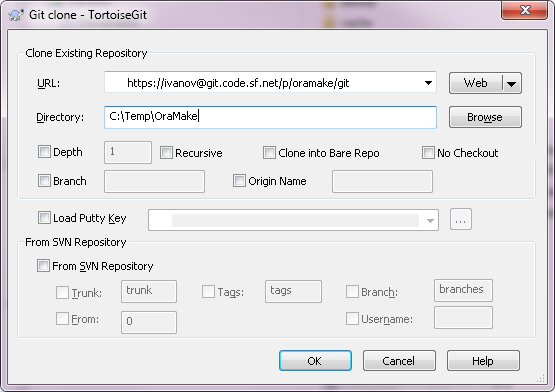 Git clone - TortoiseGit
Clone Existing Repository
URL: https://ivanov@git.code.sf.net/p/oramake/git Web
Directory: C:\Temp\OraMake Browse
Depth 1 Recursive Clone into Bare Repo No Checkout
Branch Origin Name
Load Putty Key ...
From SVN Repository
From SVN Repository
Trunk: trunk Tags: tags Branch: branches
From: 0 Username:
OK Cancel Help